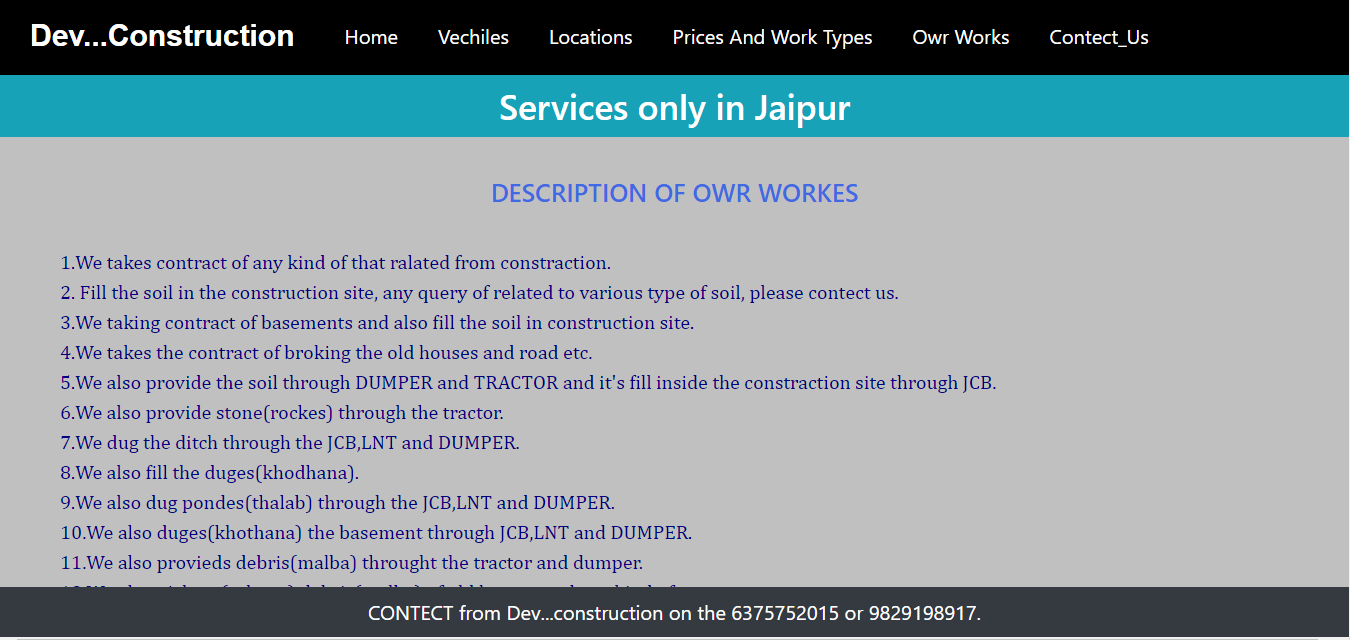 Dev...Construction Home Vechiles Locations Prices And Work Types Owr Works Contect_Us
Services only in Jaipur
DESCRIPTION OF OWR WORKES
1.We takes contract of any kind of that ralated from constraction.
2. Fill the soil in the construction site, any query of related to various type of soil, please contect us.
3.We taking contract of basements and also fill the soil in construction site.
4.We takes the contract of broking the old houses and road etc.
5.We also provide the soil through DUMPER and TRACTOR and it's fill inside the constraction site through JCB.
6.We also provide stone(rockes) through the tractor.
7.We dug the ditch through the JCB,LNT and DUMPER.
8.We also fill the duges(khodhana).
9.We also dug pondes(thalab) through the JCB,LNT and DUMPER.
10.We also duges(khothana) the basement through JCB,LNT and DUMPER.
11.We also provieds debris(malba) throught the tractor and dumper.
CONTECT from Dev...construction on the 6375752015 or 9829198917.